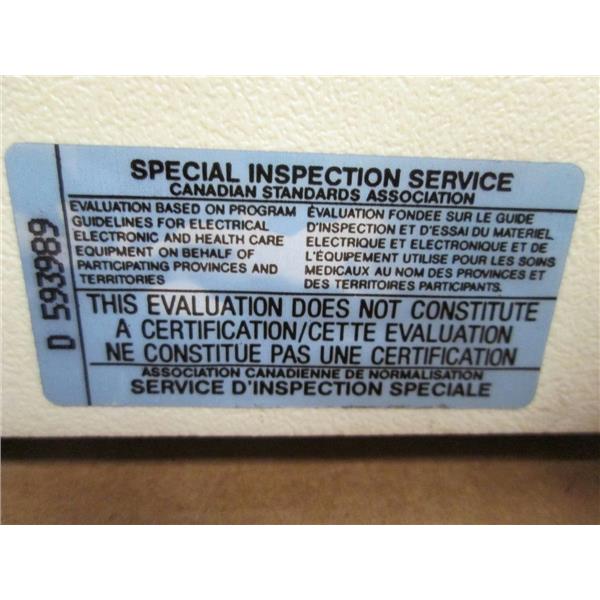 SPECIAL INSPECTION SERVICE
CANADIAN STANDARDS ASSOCIATION
EVALUATION BASED ON PROGRAM
GUIDELINES FOR ELECTRICAL
ELECTRONIC AND HEALTH CARE
EQUIPMENT ON BEHALF OF
PARTICIPATING PROVINCES AND
TERRITORIES
ÉVALUATION FONDEE SUR LE GUIDE
D'INSPECTION ET D'ESSAI DU MATERIEL
ELECTRIQUE ET ELECTRONIQUE ET DE
L'ÉQUIPEMENT UTILISE POUR LES SOINS
MEDICAUX AU NOM DES PROVINCES ET
DES TERRITOIRES PARTICIPANTS.
THIS EVALUATION DOES NOT CONSTITUTE
A CERTIFICATION/CETTE EVALUATION
NE CONSTITUE PAS UNE CERTIFICATION
ASSOCIATION CANADIENNE DE NORMALISATION
SERVICE D'INSPECTION SPECIALE
D 593989